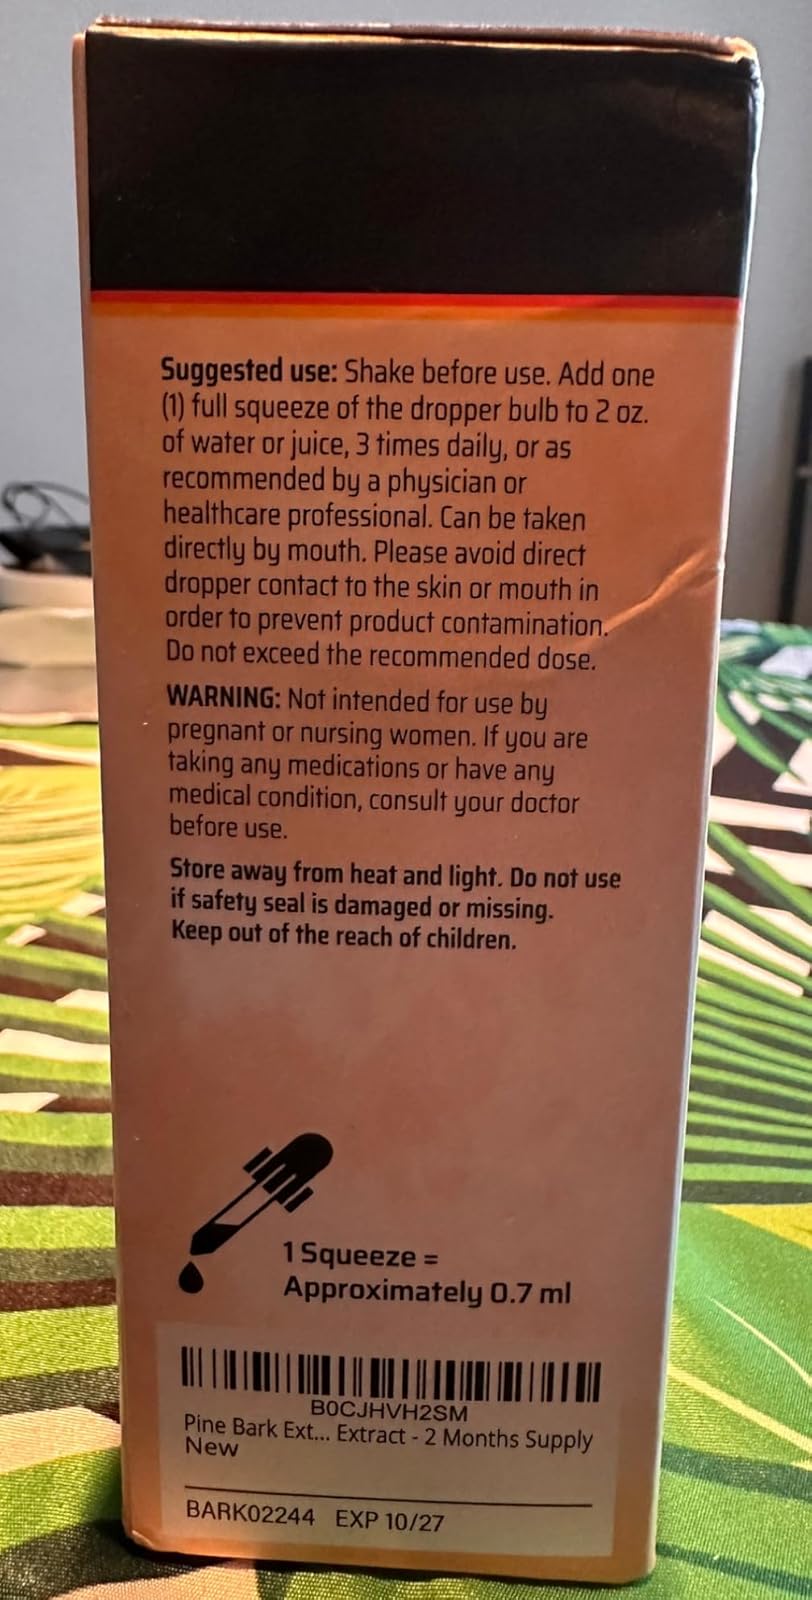 Suggested use: Shake before use. Add one
(1) full squeeze of the dropper bulb to 2 oz.
of water or juice, 3 times daily, or as
recommended by a physician or
healthcare professional. Can be taken
directly by mouth. Please avoid direct
dropper contact to the skin or mouth in
order to prevent product contamination.
Do not exceed the recommended dose.
WARNING: Not intended for use by
pregnant or nursing women. If you are
taking any medications or have any
medical condition, consult your doctor
before use.
Store away from heat and light. Do not use
if safety seal is damaged or missing.
Keep out of the reach of children.
1 Squeeze =
Approximately 0.7 ml
B0CJHVH2SM
Pine Bark Ext... Extract - 2 Months Supply
New
BARK02244 EXP 10/27